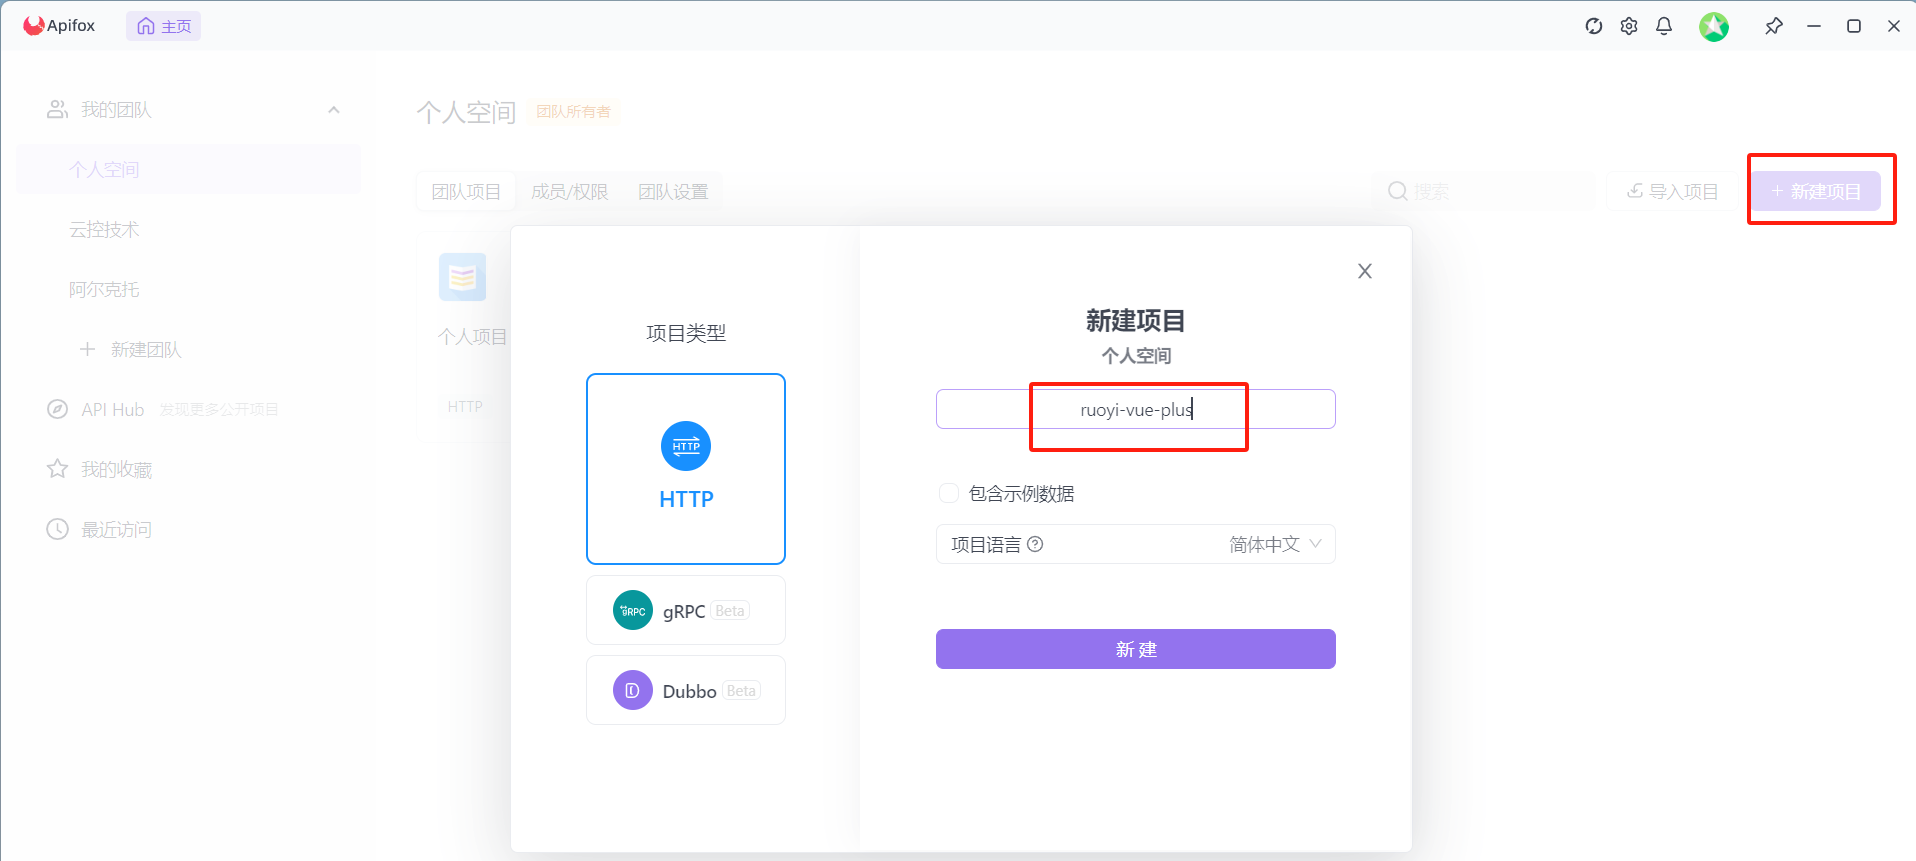 Apifox
主页
我的团队
个人空间
云控技术
阿尔克托
新建团队
API Hub 发现更多公开项目
我的收藏
最近访问
个人空间 团队所有者
团队项目 成员/权限 团队设置
搜索
导入项目
+ 新建项目
个人项目
HTTP
项目类型
HTTP
HTTP
gRPC
gRPC Beta
D
Dubbo Beta
新建项目
个人空间
ruoyi-vue-plus
包含示例数据
项目语言 ? 简体中文
新 建